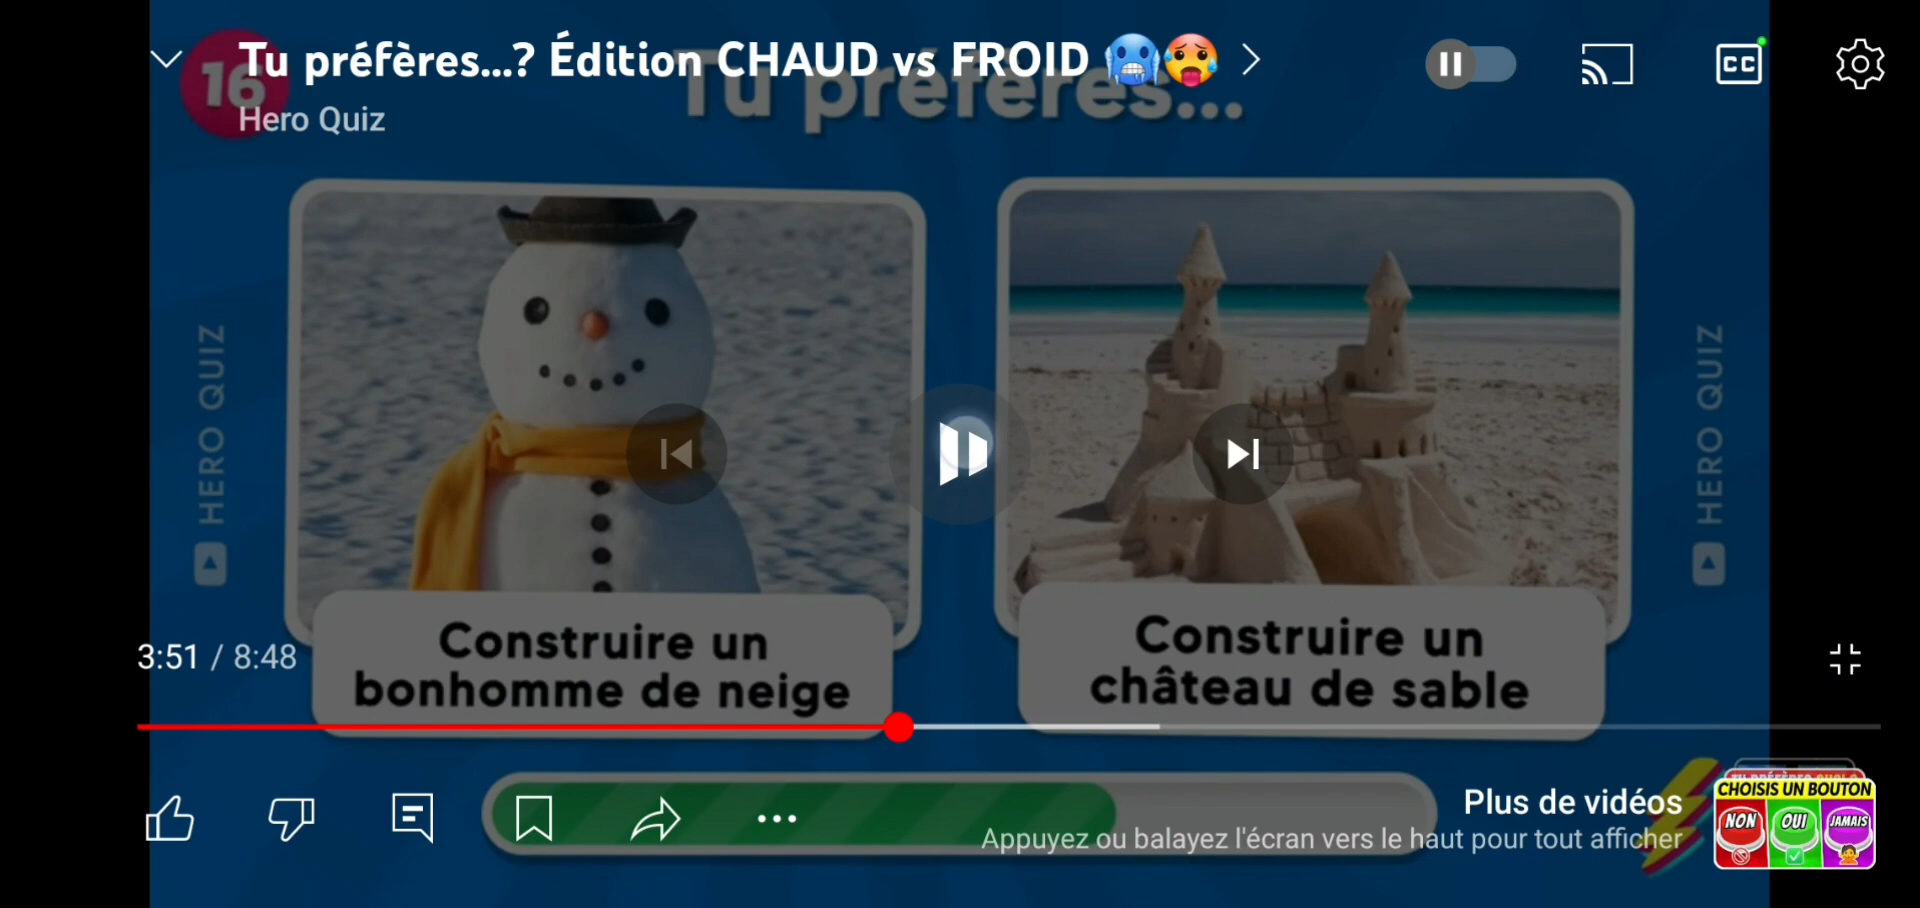 Tu préfères...? Édition CHAUD vs FROID 🥶🥵
Hero Quiz
CC
16
Tu préfères...
HERO QUIZ
HERO QUIZ
Construire un
bonhomme de neige
Construire un
château de sable
3:51 / 8:48
Plus de vidéos
Appuyez ou balayez l'écran vers le haut pour tout afficher
CHOISIS UN BOUTON
NON
OUI
JAMAIS